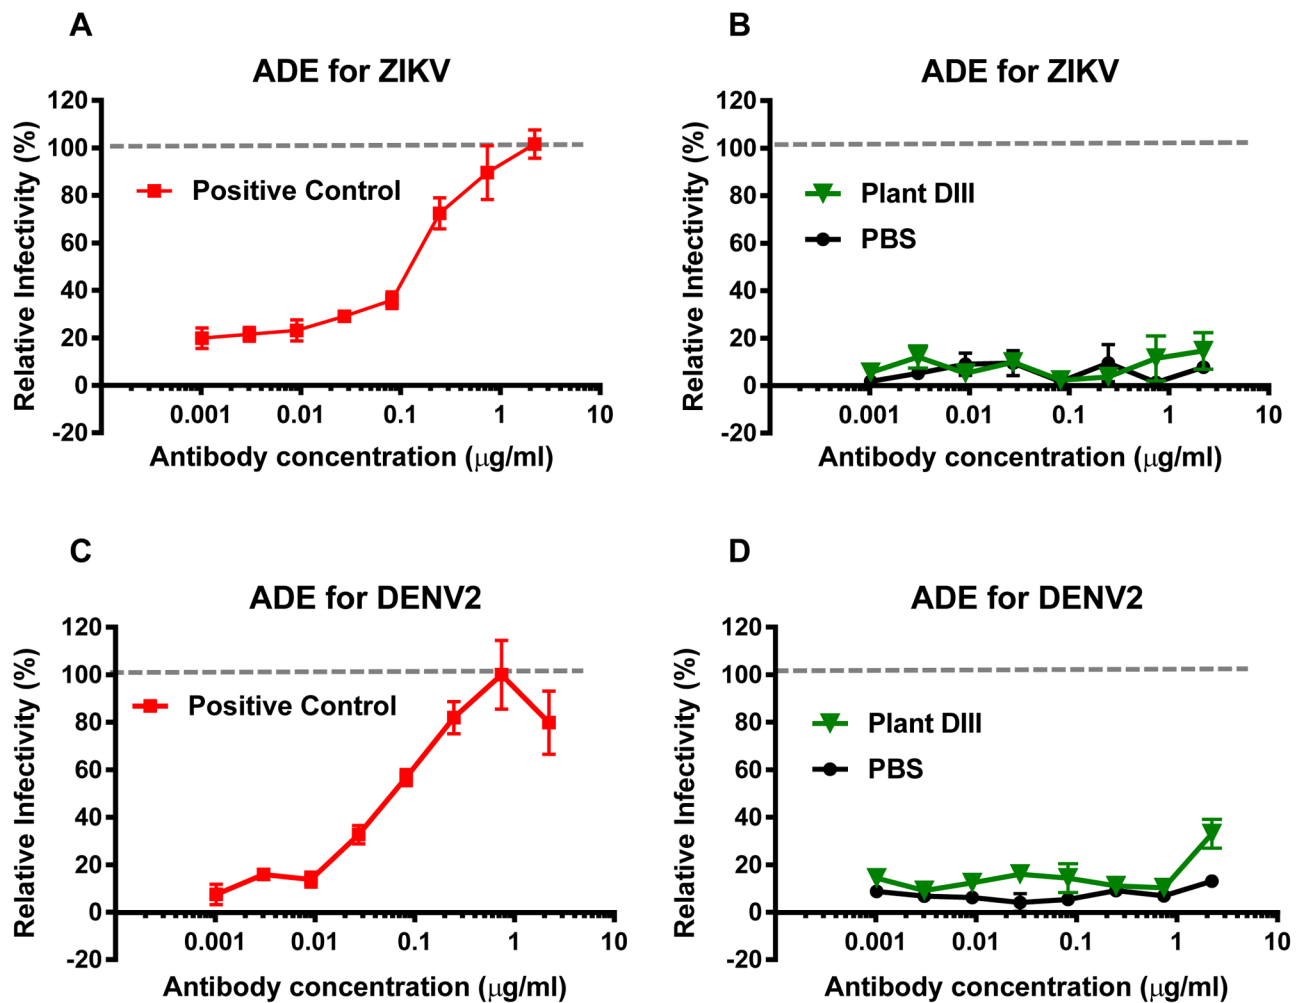 A
ADE for ZIKV
Relative Infectivity (%)
120
100
80
60
40
20
0
-20
Positive Control
0.001 0.01 0.1 1 10
Antibody concentration (μg/ml)
B
ADE for ZIKV
Relative Infectivity (%)
120
100
80
60
40
20
0
-20
Plant DIII
PBS
0.001 0.01 0.1 1 10
Antibody concentration (μg/ml)
C
ADE for DENV2
Relative Infectivity (%)
120
100
80
60
40
20
0
-20
Positive Control
0.001 0.01 0.1 1 10
Antibody concentration (μg/ml)
D
ADE for DENV2
Relative Infectivity (%)
120
100
80
60
40
20
0
-20
Plant DIII
PBS
0.001 0.01 0.1 1 10
Antibody concentration (μg/ml)